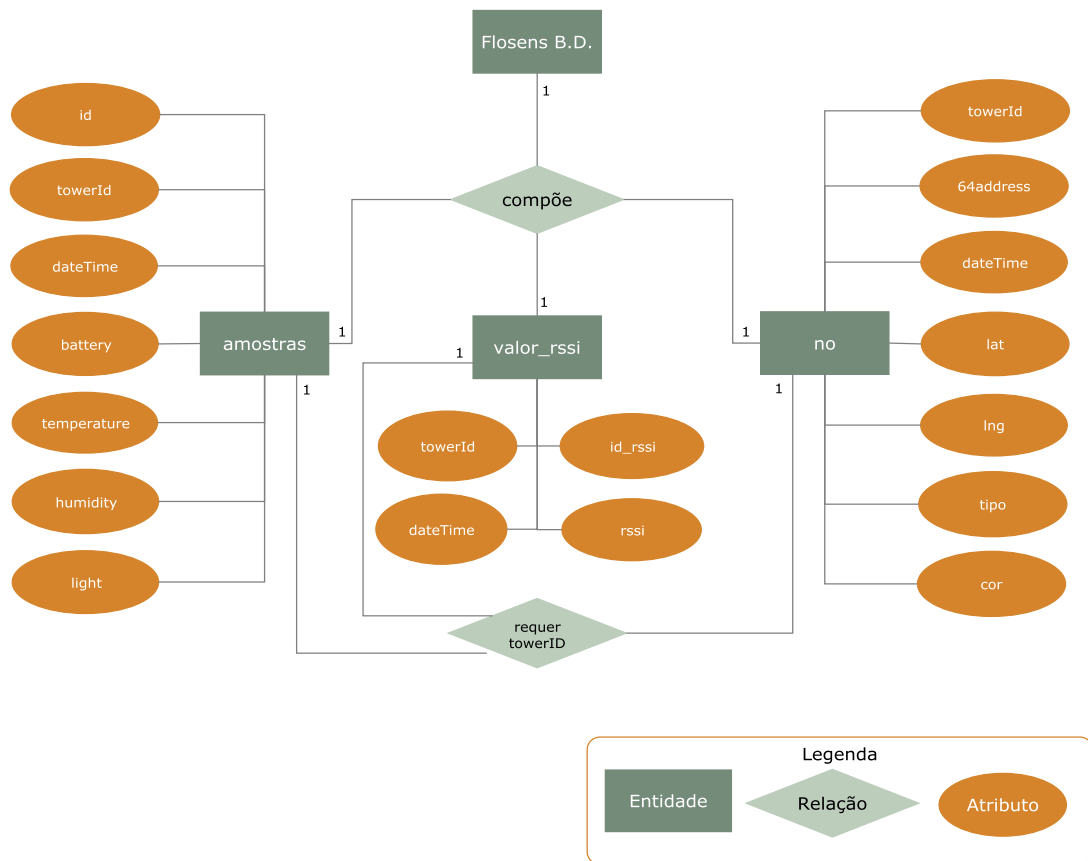 Flosens B.D.
1
id
towerId
dateTime
battery
temperature
humidity
light
compõe
towerId
64address
dateTime
lat
lng
tipo
cor
amostras
1
1
1
valor_rssi
1
1
no
1
1
towerId
id_rssi
dateTime
rssi
requer
towerID
Legenda
Entidade
Relação
Atributo